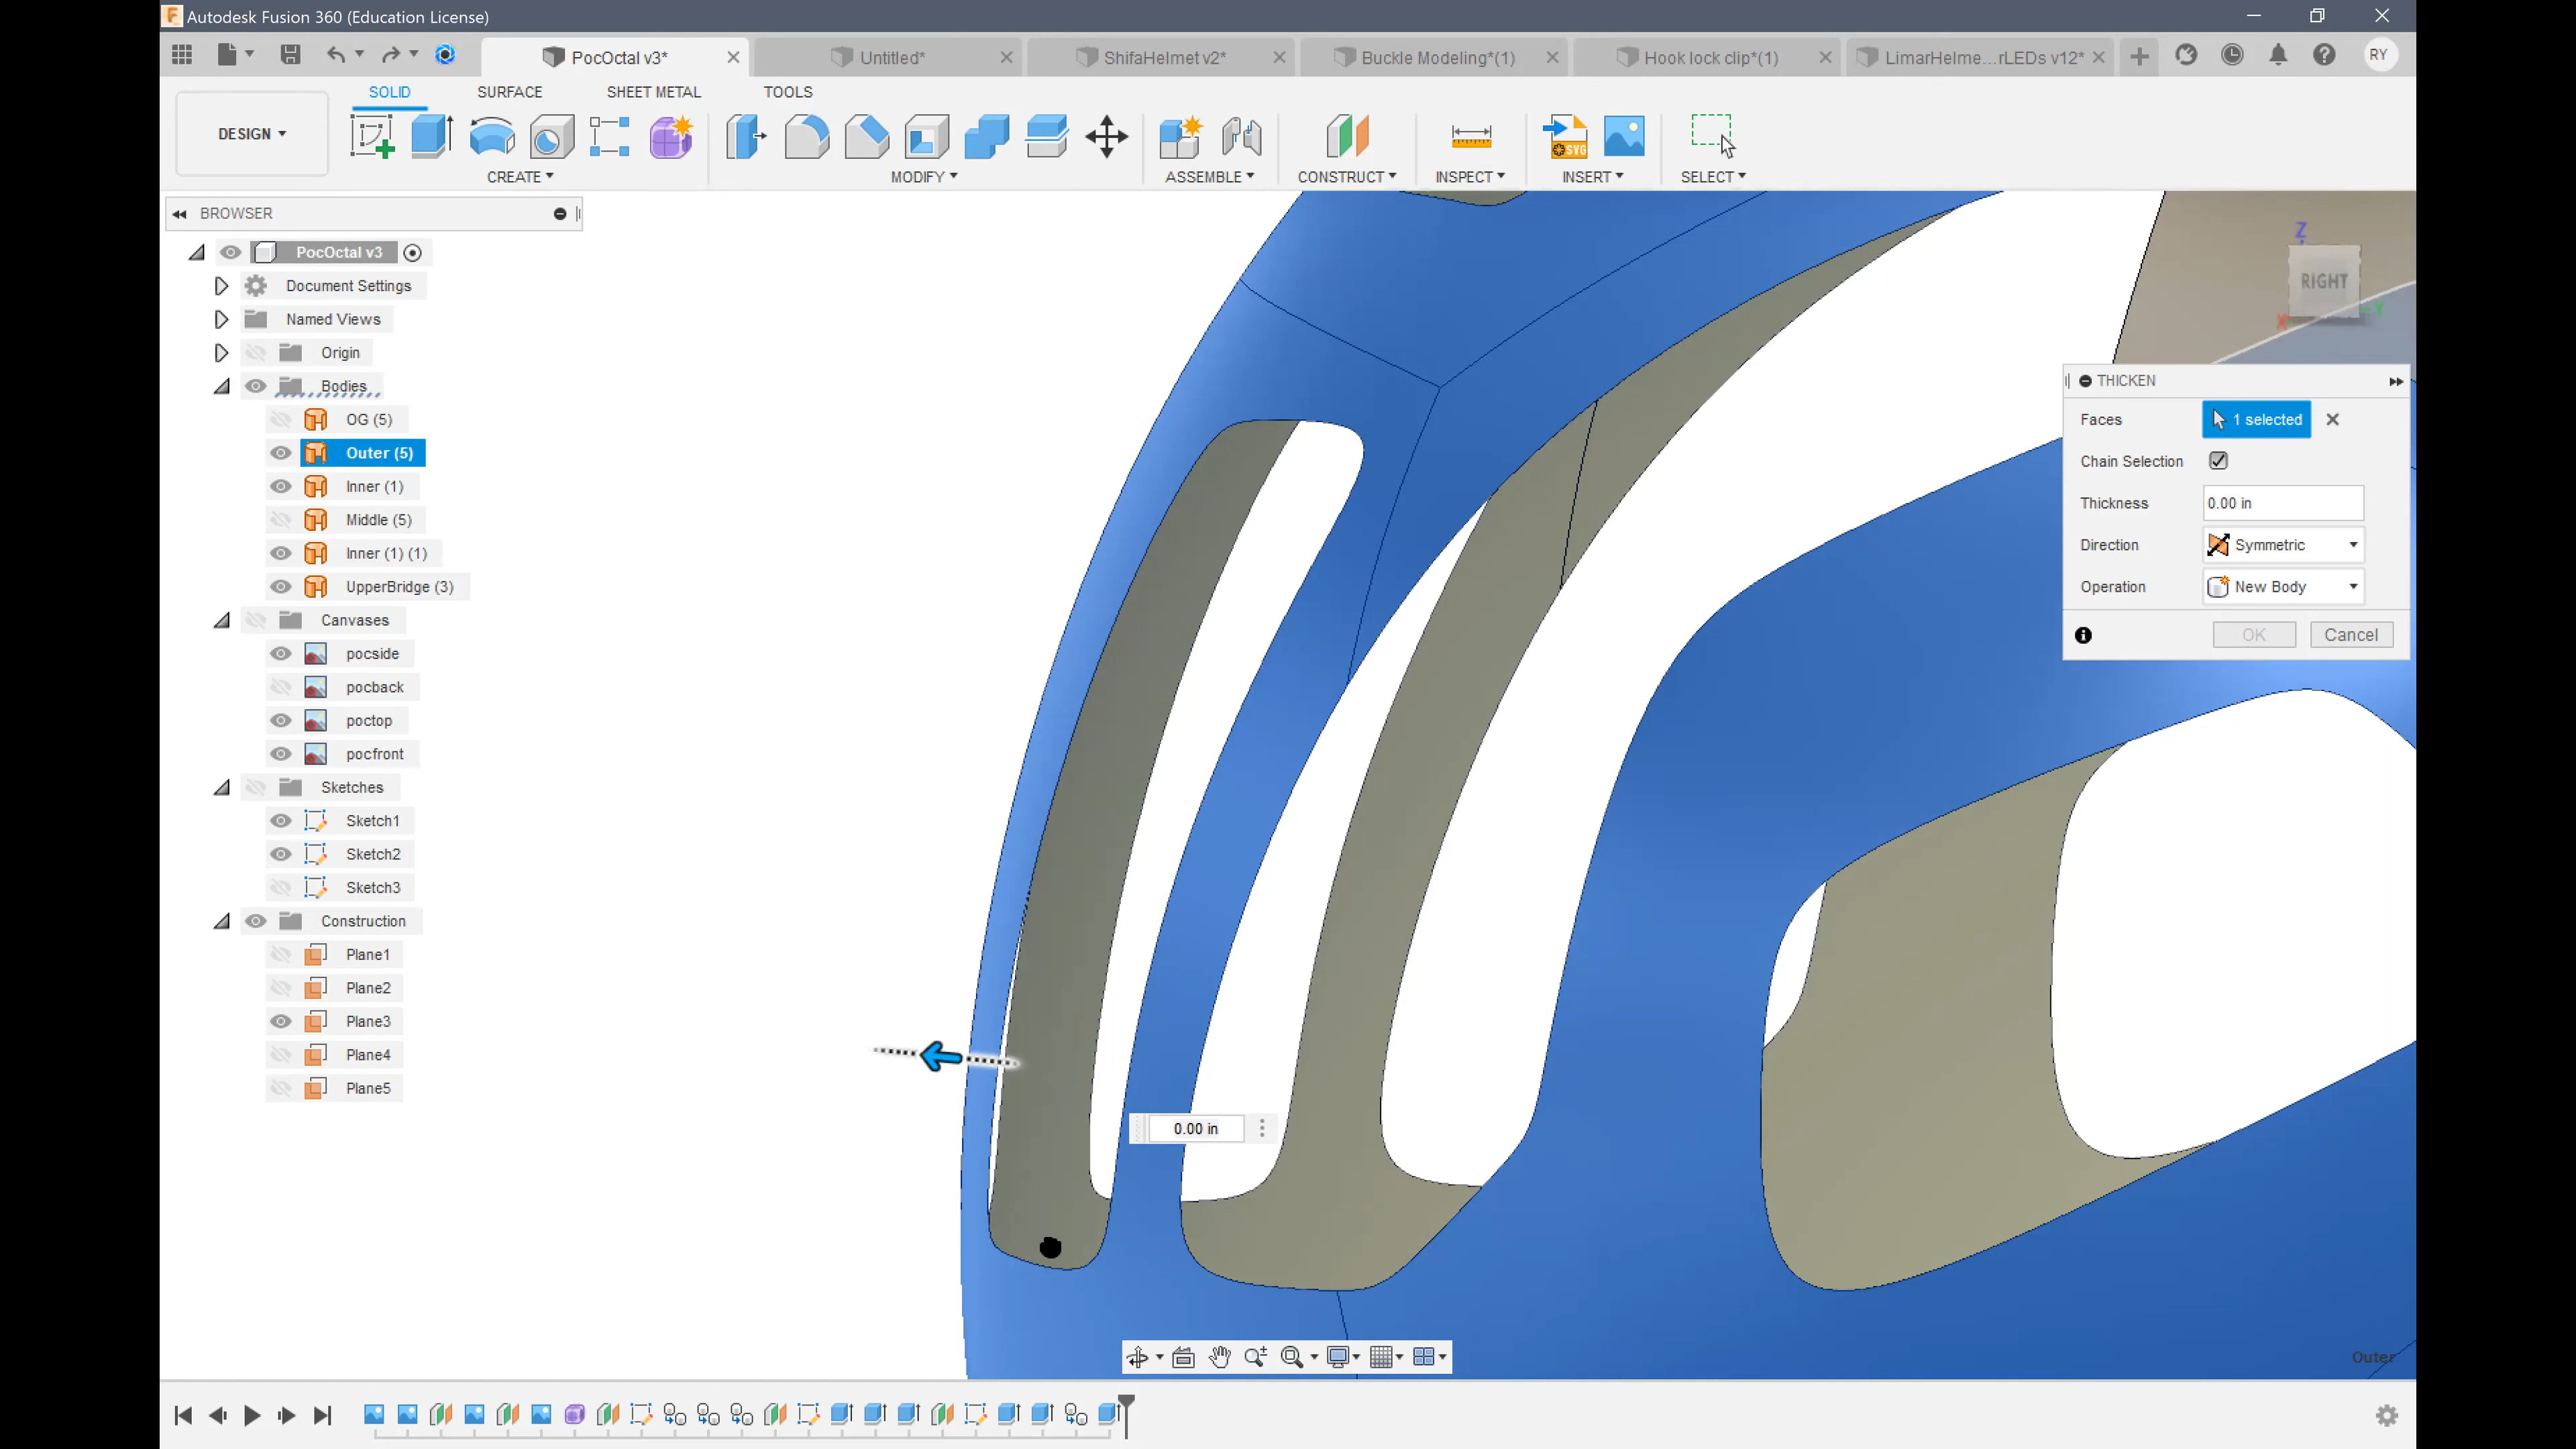 Autodesk Fusion 360 (Education License)
PocOctal v3*
Untitled*
ShifaHelmet v2*
Buckle Modeling*(1)
Hook lock clip*(1)
LimarHelme...rLEDs v12*
RY
SOLID
SURFACE
SHEET METAL
TOOLS
DESIGN
CREATE
MODIFY
ASSEMBLE
CONSTRUCT
INSPECT
SVG
INSERT
SELECT
BROWSER
PocOctal v3
Document Settings
Named Views
Origin
Bodies
OG (5)
Outer (5)
Inner (1)
Middle (5)
Inner (1) (1)
UpperBridge (3)
Canvases
pocside
pocback
poctop
pocfront
Sketches
Sketch1
Sketch2
Sketch3
Construction
Plane1
Plane2
Plane3
Plane4
Plane5
Z
RIGHT
X
Y
THICKEN
Faces
1 selected
Chain Selection
Thickness
0.00 in
Direction
Symmetric
Operation
New Body
OK
Cancel
0.00 in
Outer